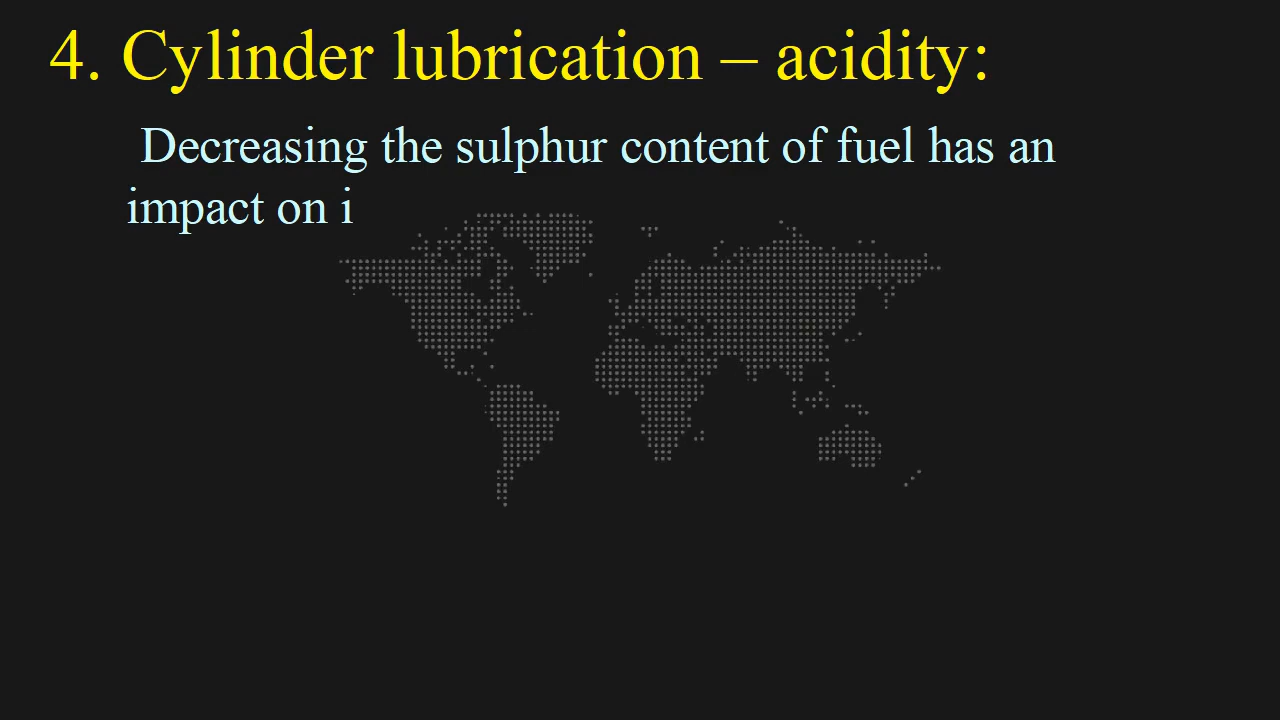 4. Cylinder lubrication – acidity:
Decreasing the sulphur content of fuel has an
impact on i